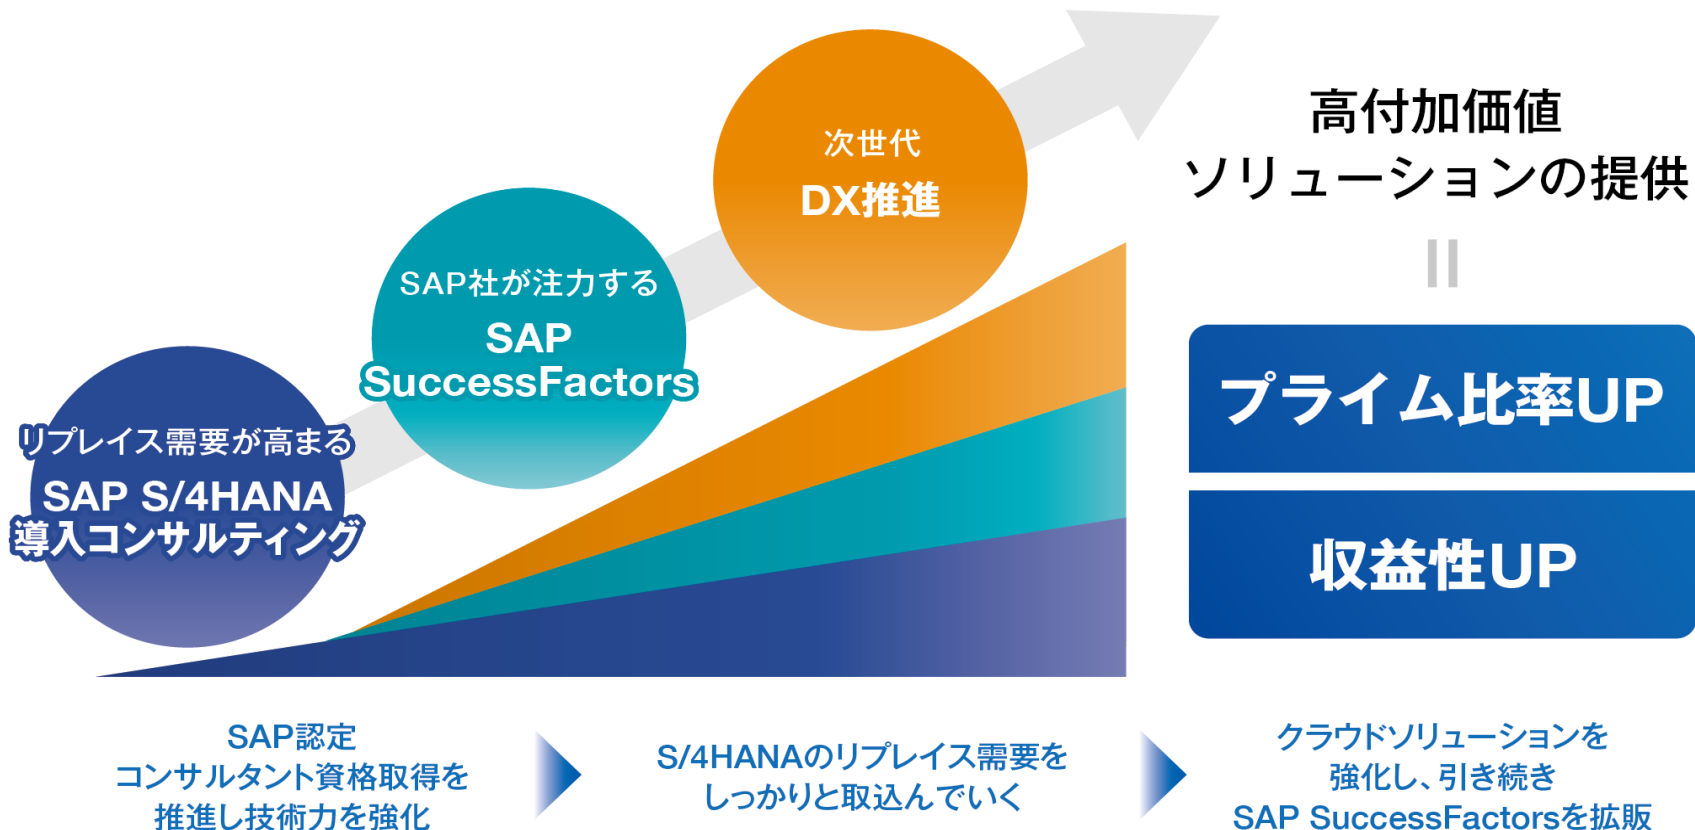 次世代
DX推進
SAP社が注力する
SAP
SuccessFactors
リプレイス需要が高まる
SAP S/4HANA
導入コンサルティング
高付加価値
ソリューションの提供
プライム比率UP
収益性UP
SAP認定
コンサルタント資格取得を
推進し技術力を強化
S/4HANAのリプレイス需要を
しっかりと取込んでいく
クラウドソリューションを
強化し、引き続き
SAP SuccessFactorsを拡販